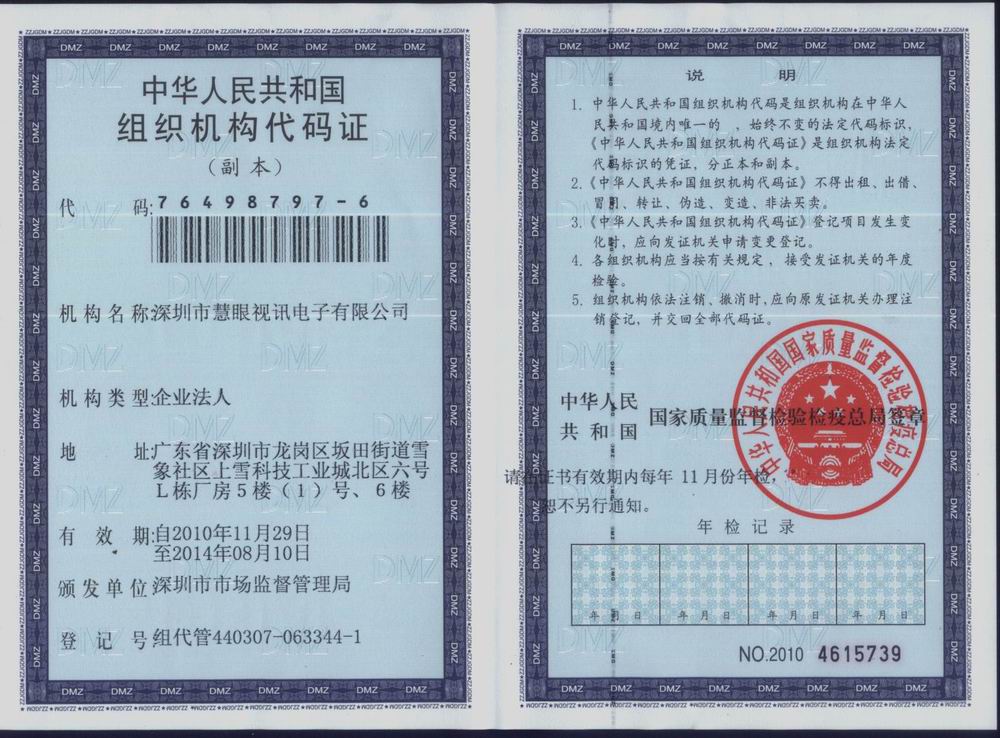 中华人民共和国
组织机构代码证
（副本）
代 码:76498797-6
机构名称:深圳市慧眼视讯电子有限公司
机构类型:企业法人
地 址:广东省深圳市龙岗区坂田街道雪
象社区上雪科技工业城北区六号
L栋厂房5楼（1）号、6楼
有 效 期:自2010年11月29日
至2014年08月10日
颁发单位:深圳市市场监督管理局
登 记 号:组代管440307-063344-1
说 明
1. 中华人民共和国组织机构代码是组织机构在中华人
民共和国境内唯一的 、始终不变的法定代码标识，
《中华人民共和国组织机构代码证》是组织机构法定
代码标识的凭证，分正本和副本。
2.《中华人民共和国组织机构代码证》不得出租、出借、
冒用、转让、伪造、变造、非法买卖。
3.《中华人民共和国组织机构代码证》登记项目发生变
化时，应向发证机关申请变更登记。
4. 各组织机构应当按有关规定，接受发证机关的年度
检验。
5. 组织机构依法注销、撤消时，应向原发证机关办理注
销登记，并交回全部代码证。
中华人民
共和国
国家质量监督检验检疫总局签章
中华人民共和国国家质量监督检验检疫总局
请在证书有效期内每年 11月份年检，
恕不另行通知。
年检记录
年 月 日 年 月 日 年 月 日 年 月 日
NO.2010 4615739